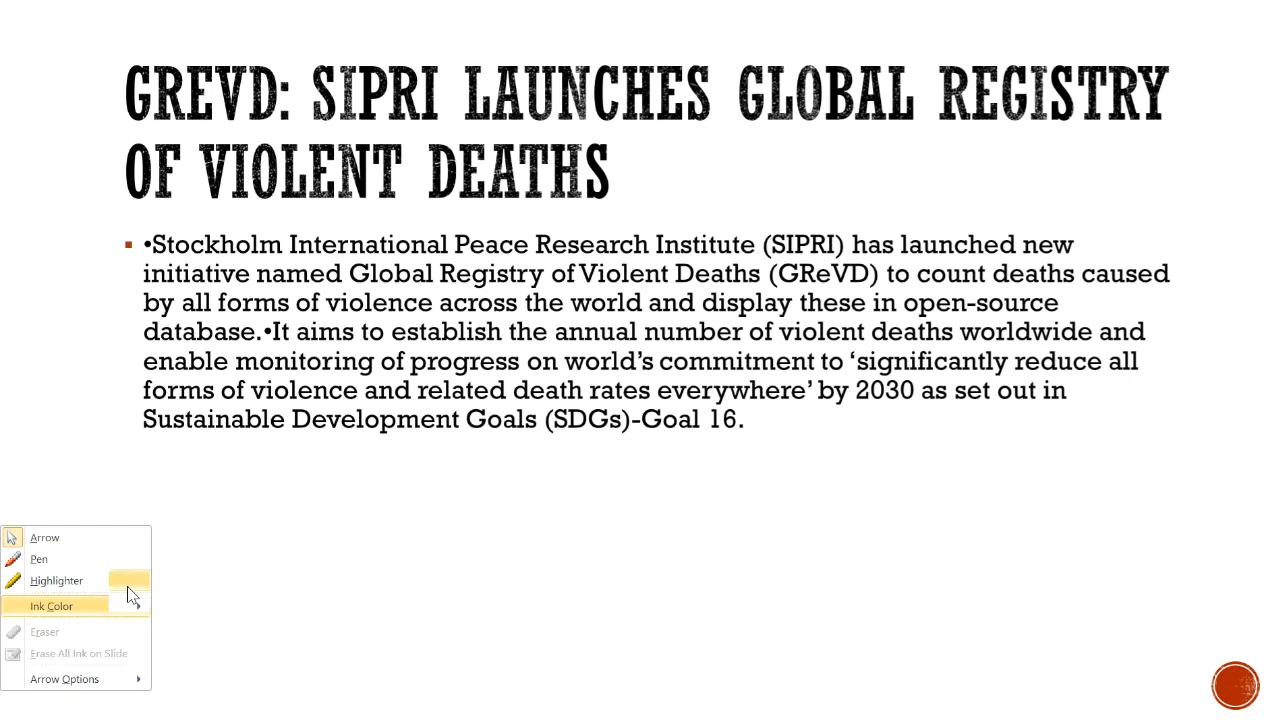 GREVD: SIPRI LAUNCHES GLOBAL REGISTRY
OF VIOLENT DEATHS
▪ •Stockholm International Peace Research Institute (SIPRI) has launched new
initiative named Global Registry of Violent Deaths (GReVD) to count deaths caused
by all forms of violence across the world and display these in open-source
database.•It aims to establish the annual number of violent deaths worldwide and
enable monitoring of progress on world’s commitment to ‘significantly reduce all
forms of violence and related death rates everywhere’ by 2030 as set out in
Sustainable Development Goals (SDGs)-Goal 16.
Arrow
Pen
Highlighter
Ink Color
Eraser
Erase All Ink on Slide
Arrow Options